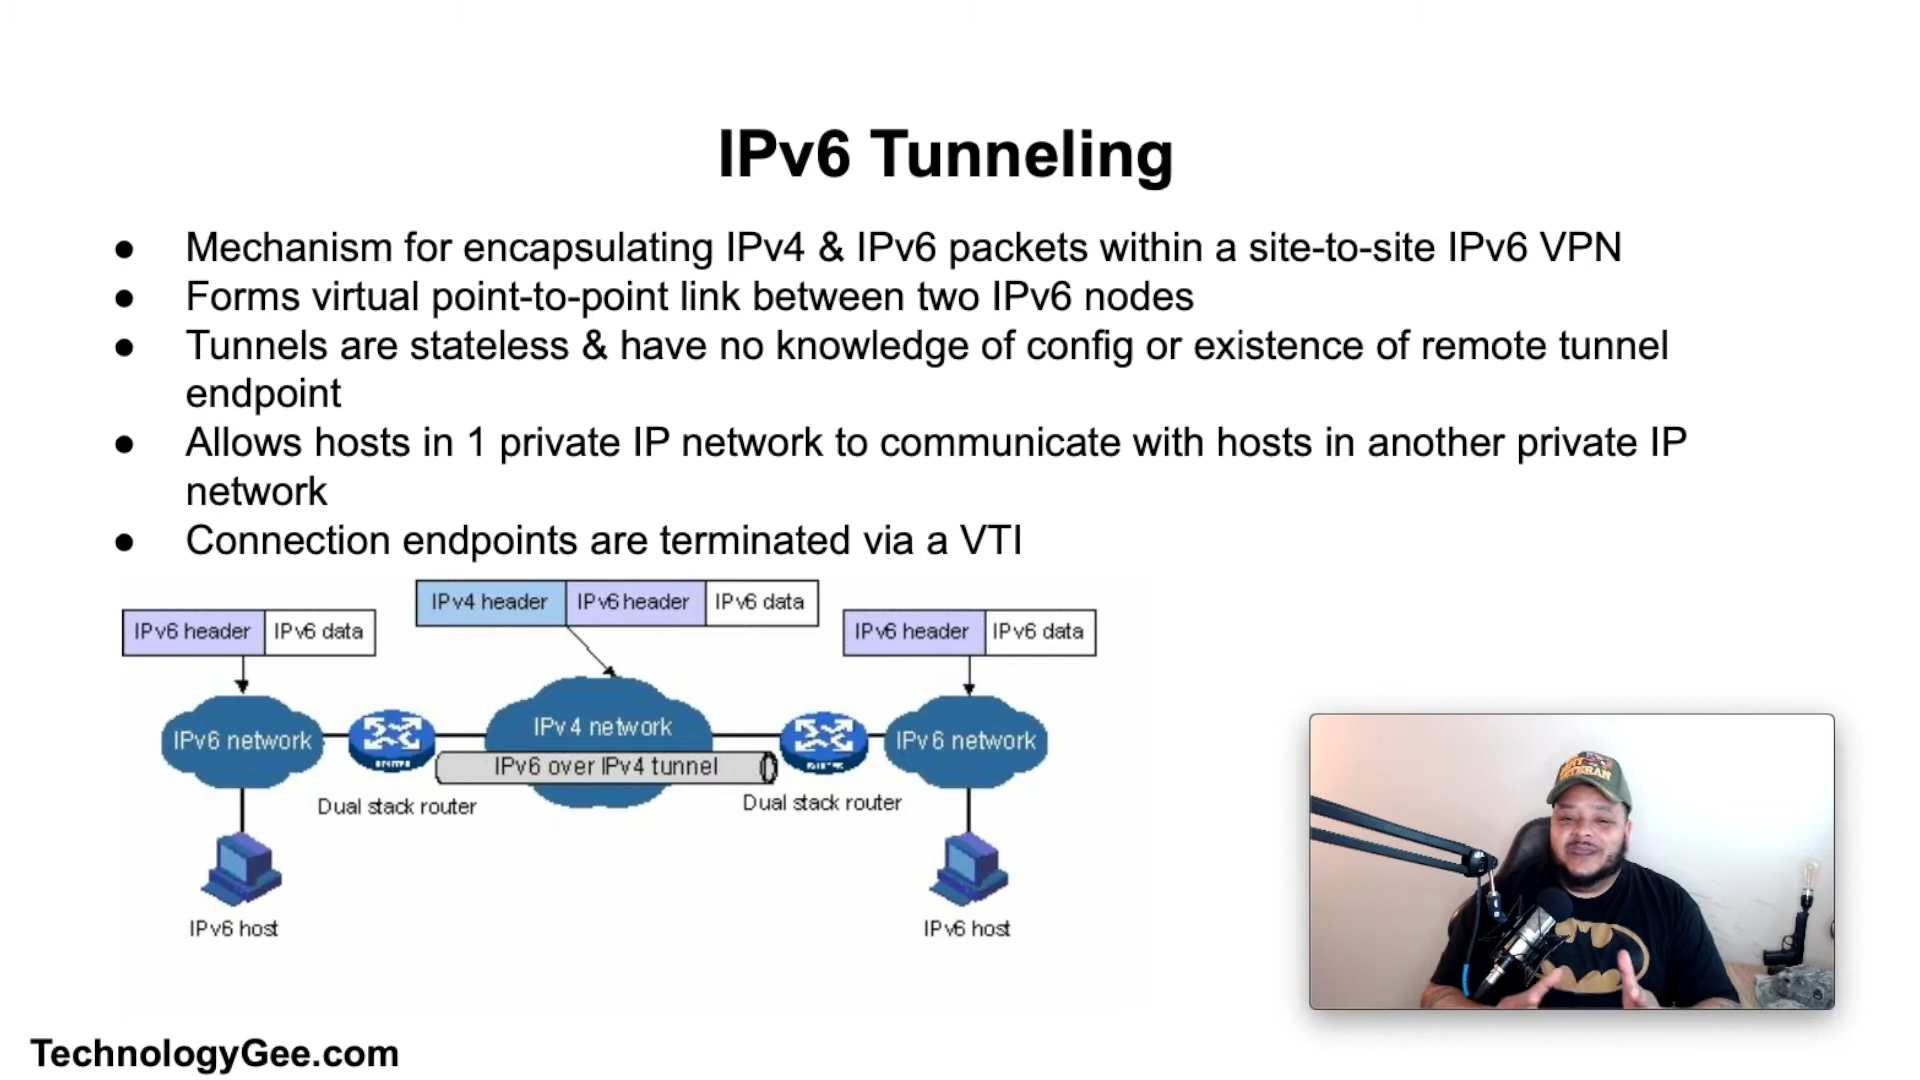 IPv6 Tunneling
● Mechanism for encapsulating IPv4 & IPv6 packets within a site-to-site IPv6 VPN
● Forms virtual point-to-point link between two IPv6 nodes
● Tunnels are stateless & have no knowledge of config or existence of remote tunnel
endpoint
● Allows hosts in 1 private IP network to communicate with hosts in another private IP
network
● Connection endpoints are terminated via a VTI
IPv4 header IPv6 header IPv6 data
IPv6 header IPv6 data
IPv6 header IPv6 data
IPv4 network
IPv6 network
IPv6 network
IPv6 over IPv4 tunnel
Dual stack router
Dual stack router
IPv6 host
IPv6 host
VETERAN
TechnologyGee.com